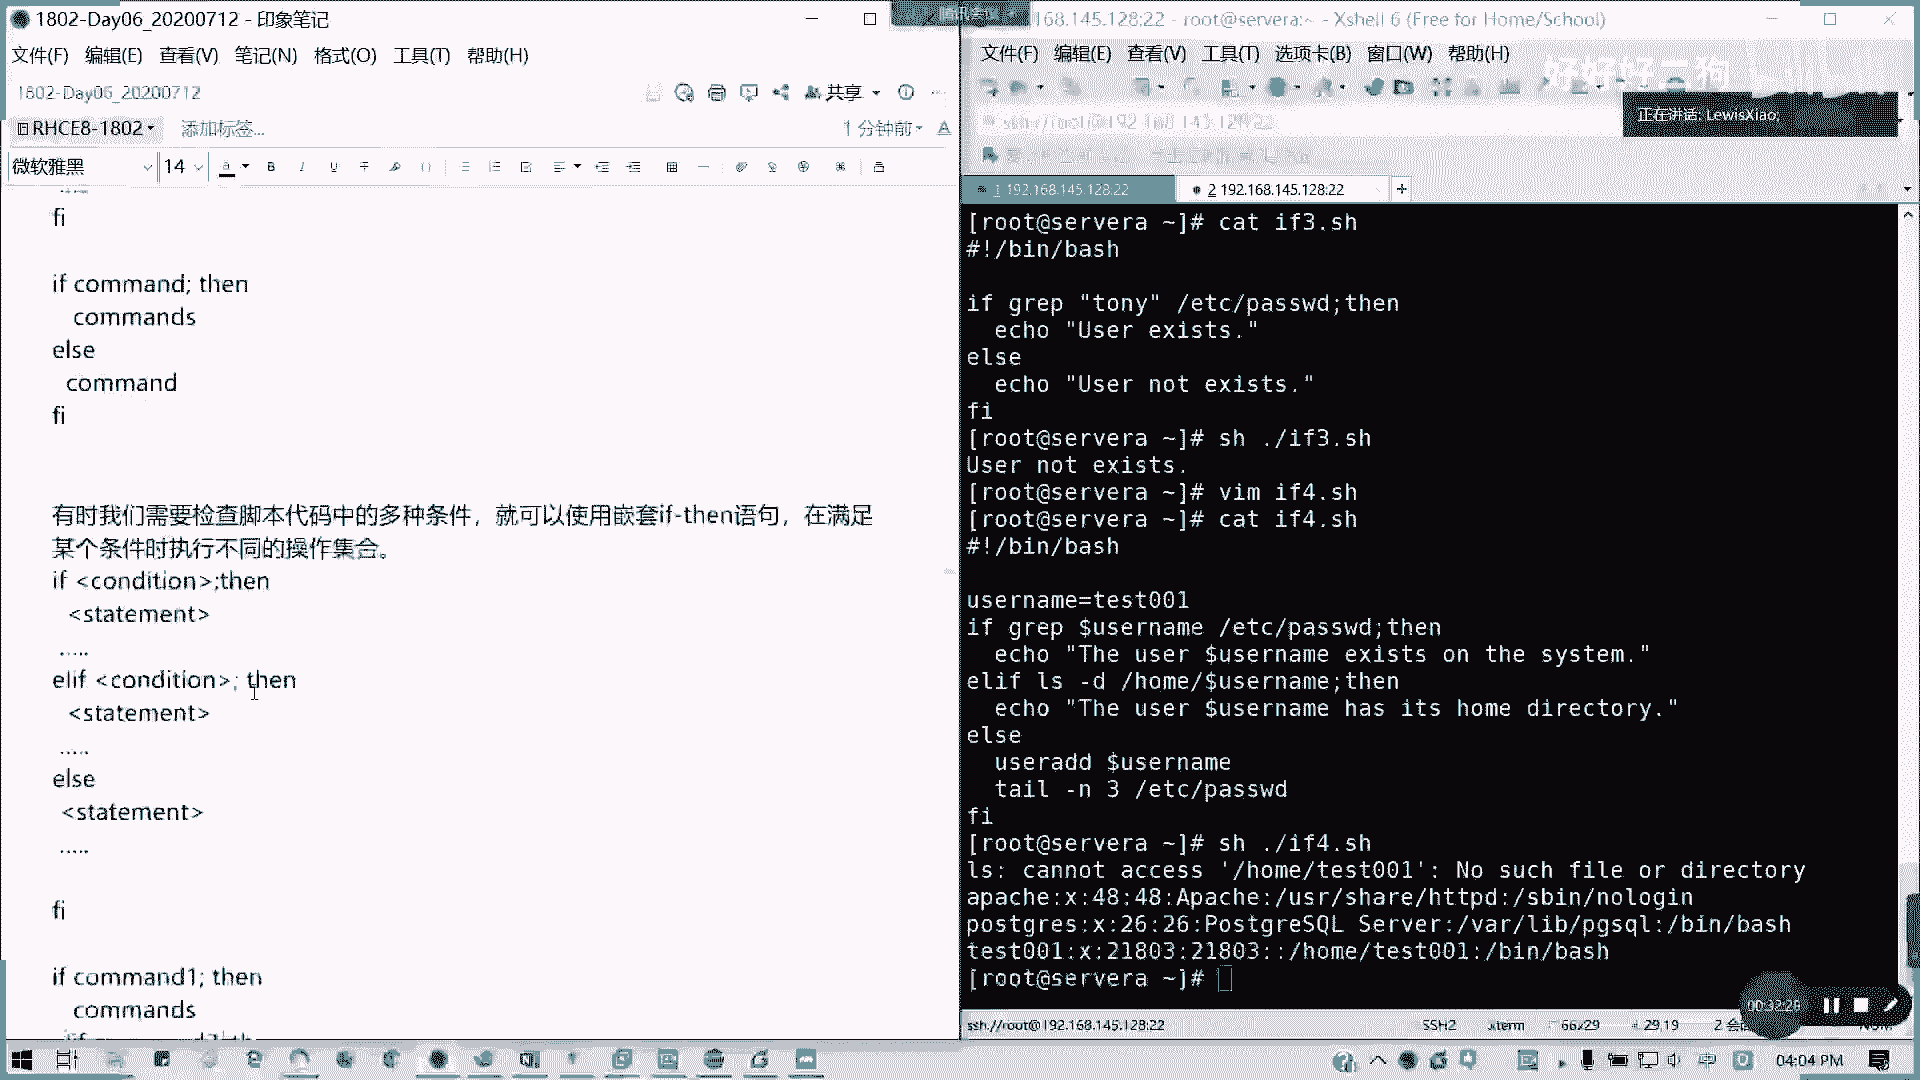 1802-Day06_20200712 - 印象笔记
文件(F) 编辑(E) 查看(V) 笔记(N) 格式(O) 工具(T) 帮助(H)
1802-Day06_20200712
共享
RHCE8-1802
添加标签...
1 分钟前
微软雅黑
14
fi
if command; then
commands
else
command
fi
有时我们需要检查脚本代码中的多种条件，就可以使用嵌套if-then语句，在满足
某个条件时执行不同的操作集合。
if <condition>;then
<statement>
.....
elif <condition>; then
<statement>
.....
else
<statement>
.....
fi
if command1; then
commands
168.145.128:22 - root@servera:~ - Xshell 6 (Free for Home/School)
文件(F) 编辑(E) 查看(V) 工具(T) 选项卡(B) 窗口(W) 帮助(H)
好好好二狗
正在讲话: LewisXiao;
1 192.168.145.128:22
2 192.168.145.128:22
[root@servera ~]# cat if3.sh
#!/bin/bash
if grep "tony" /etc/passwd;then
echo "User exists."
else
echo "User not exists."
fi
[root@servera ~]# sh ./if3.sh
User not exists.
[root@servera ~]# vim if4.sh
[root@servera ~]# cat if4.sh
#!/bin/bash
username=test001
if grep $username /etc/passwd;then
echo "The user $username exists on the system."
elif ls -d /home/$username;then
echo "The user $username has its home directory."
else
useradd $username
tail -n 3 /etc/passwd
fi
[root@servera ~]# sh ./if4.sh
ls: cannot access '/home/test001': No such file or directory
apache:x:48:48:Apache:/usr/share/httpd:/sbin/nologin
postgres:x:26:26:PostgreSQL Server:/var/lib/pgsql:/bin/bash
test001:x:21803:21803::/home/test001:/bin/bash
[root@servera ~]#
00:32:28
ssh://root@192.168.145.128:22
SSH2
xterm
66x29
29,19
04:04 PM